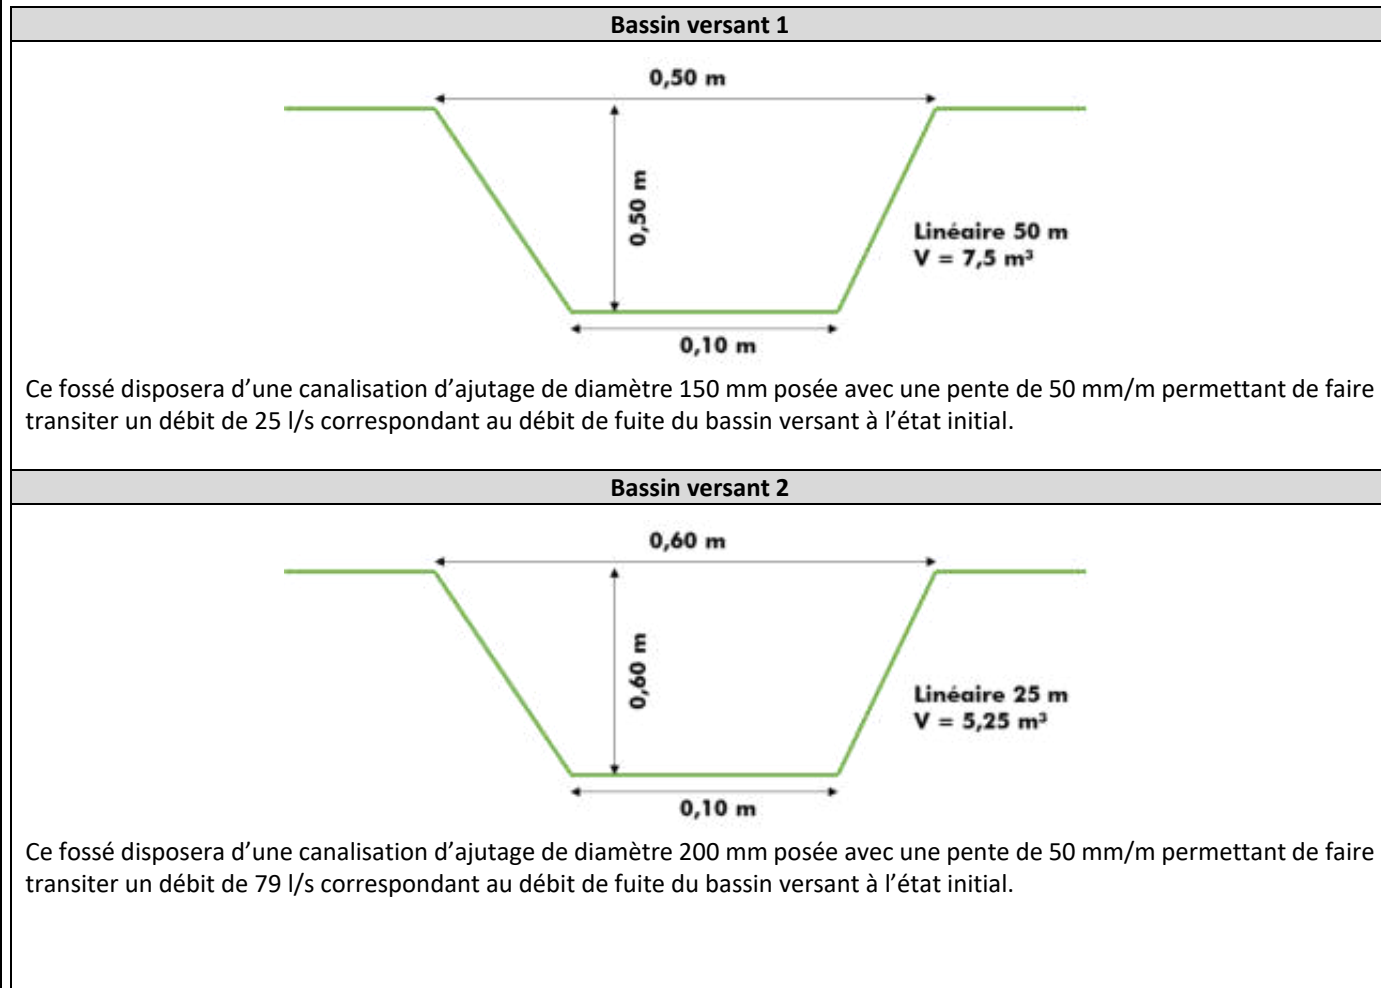 Bassin versant 1
0,50 m
0,50 m
Linéaire 50 m
V = 7,5 m³
0,10 m
Ce fossé disposera d’une canalisation d’ajutage de diamètre 150 mm posée avec une pente de 50 mm/m permettant de faire
transiter un débit de 25 l/s correspondant au débit de fuite du bassin versant à l’état initial.
Bassin versant 2
0,60 m
0,60 m
Linéaire 25 m
V = 5,25 m³
0,10 m
Ce fossé disposera d’une canalisation d’ajutage de diamètre 200 mm posée avec une pente de 50 mm/m permettant de faire
transiter un débit de 79 l/s correspondant au débit de fuite du bassin versant à l’état initial.